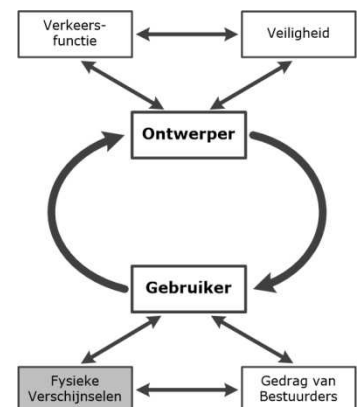 Verkeers-
functie
Veiligheid
Ontwerper
Gebruiker
Fysieke
Verschijnselen
Gedrag van
Bestuurders